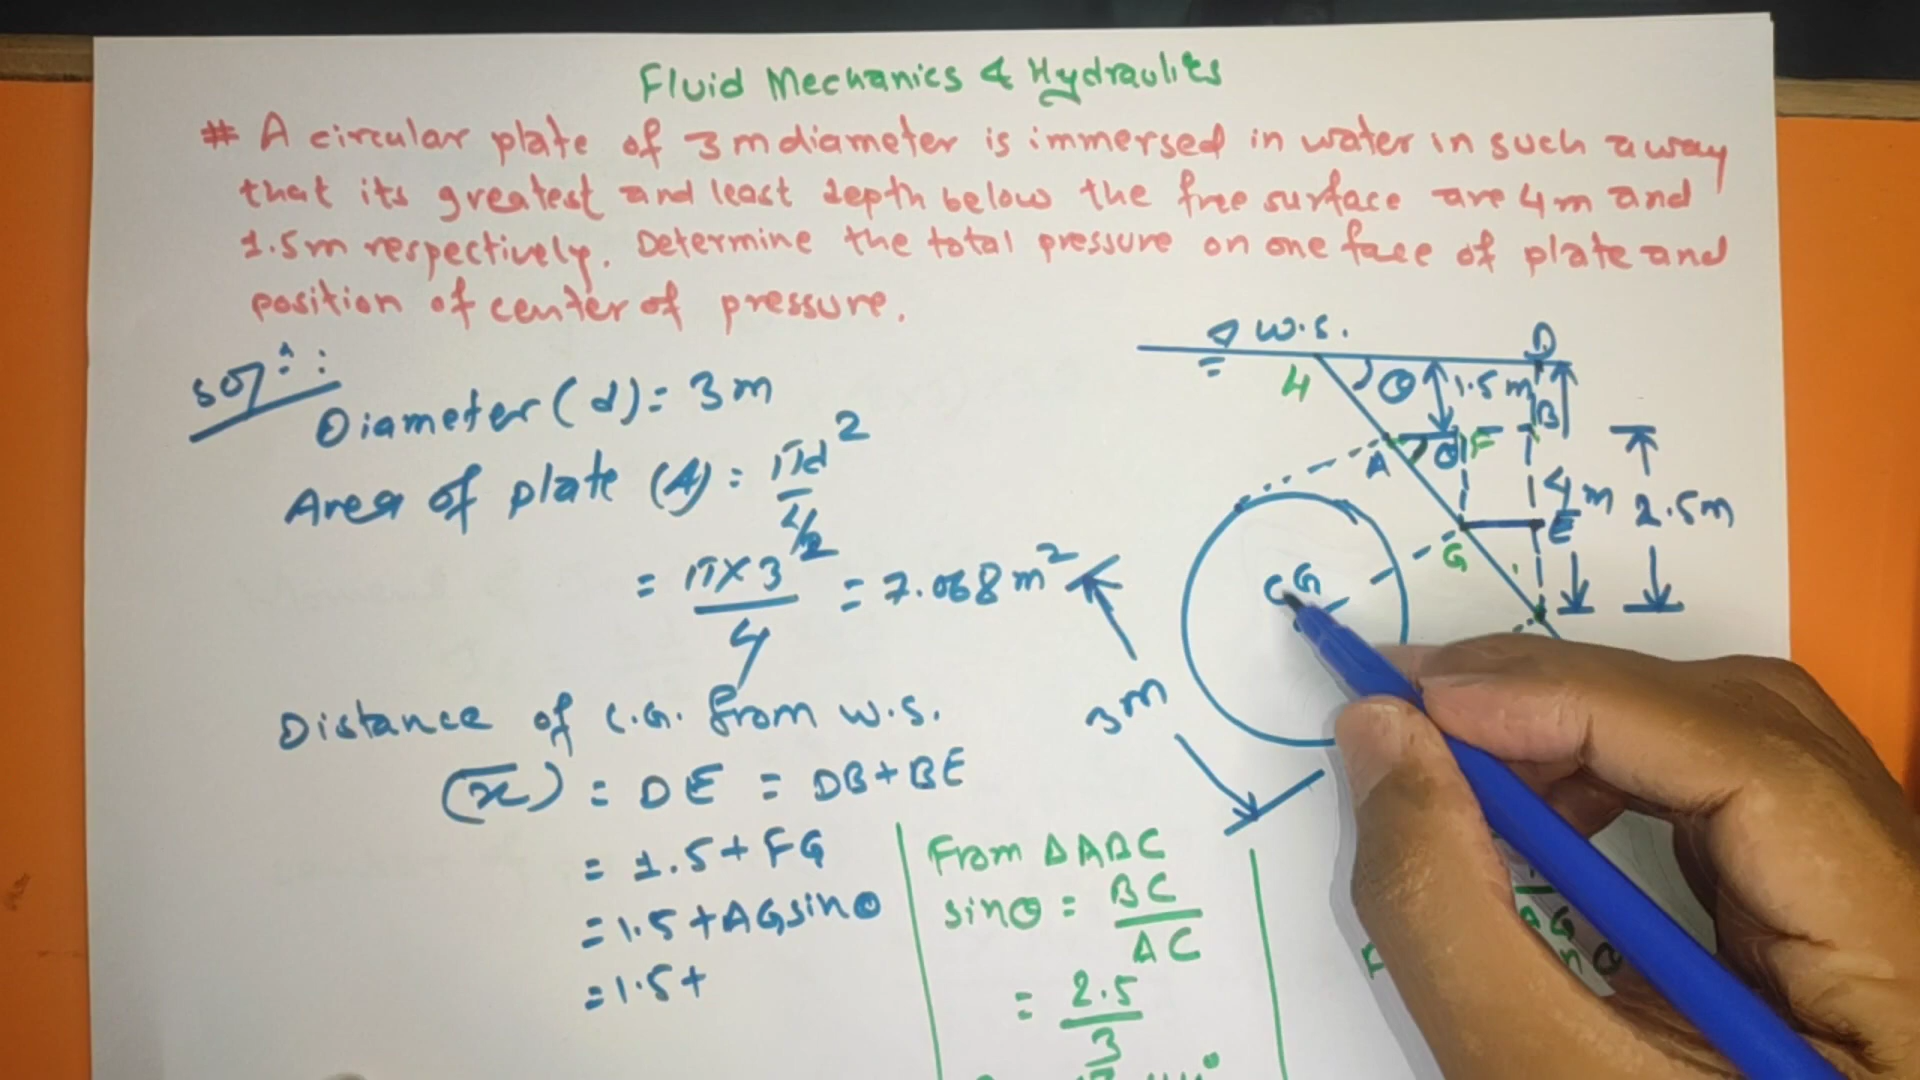 Fluid Mechanics & Hydraulics
# A circular plate of 3m diameter is immersed in water in such a way
that its greatest and least depth below the free surface are 4m and
1.5m respectively. Determine the total pressure on one face of plate and
position of center of pressure.
Solⁿ:
Diameter (d) = 3m
Area of plate (A) = πd²/4
= π×3²/4 = 7.068 m²
Distance of C.G. from W.S.
(x̄) = DE = DB+BE
= 1.5+FG
= 1.5+AGsinθ
= 1.5+
From ΔABC
sinθ = BC/AC
= 2.5/3
W.S.
D
H
θ
1.5m
B
A
θ
F
4m
2.5m
E
G
CG
3m
AG